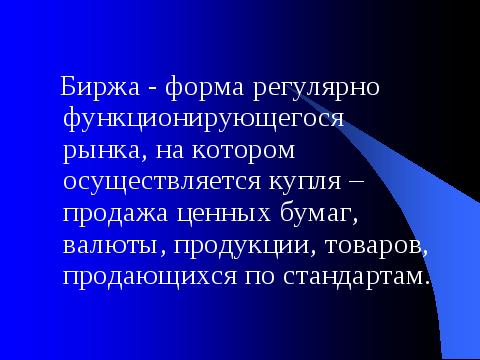 Биржа - форма регулярно
функционирующегося
рынка, на котором
осуществляется купля –
продажа ценных бумаг,
валюты, продукции, товаров,
продающихся по стандартам.